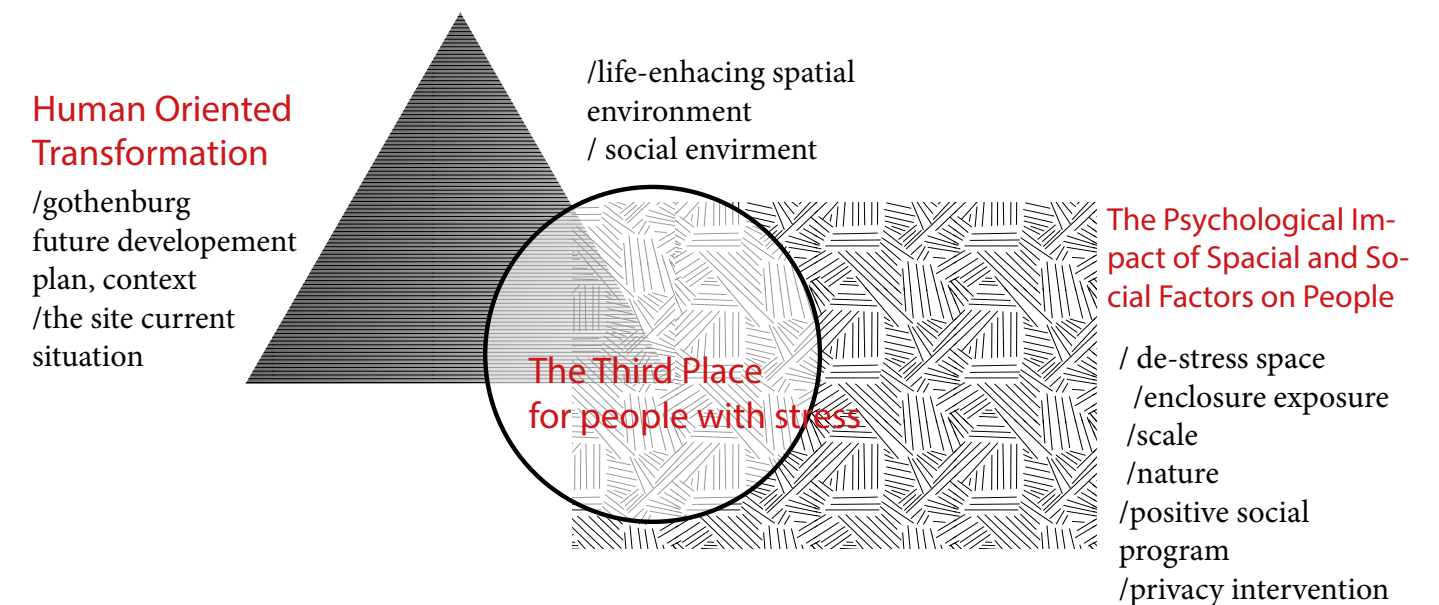 Human Oriented
Transformation
/gothenburg
future developement
plan, context
/the site current
situation
/life-enhacing spatial
environment
/ social envirment
The Third Place
for people with stress
The Psychological Im-
pact of Spacial and So-
cial Factors on People
/ de-stress space
/enclosure exposure
/scale
/nature
/positive social
program
/privacy intervention